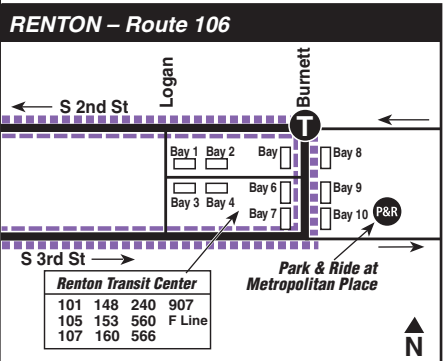 RENTON – Route 106
Logan
Burnett
S 2nd St
T
Bay 1 Bay 2 Bay Bay 8
Bay 3 Bay 4 Bay 6 Bay 9
Bay 7 Bay 10 P&R
S 3rd St
Park & Ride at
Metropolitan Place
Renton Transit Center
101 148 240 907
105 153 560 F Line
107 160 566
N